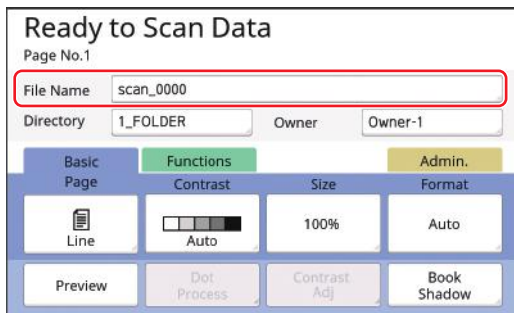 Ready to Scan Data
Page No.1
File Name scan_0000
Directory 1_FOLDER Owner Owner-1
Basic Functions Admin.
Page Contrast Size Format
Line Auto 100% Auto
Preview Dot Process Contrast Adj Book Shadow